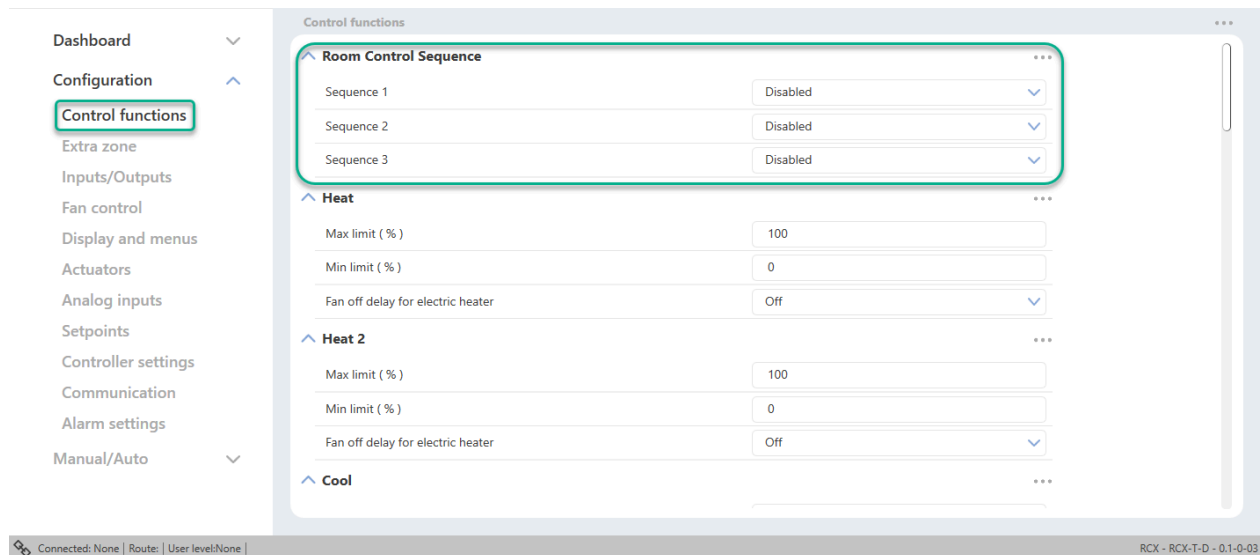 Dashboard
Configuration
Control functions
Extra zone
Inputs/Outputs
Fan control
Display and menus
Actuators
Analog inputs
Setpoints
Controller settings
Communication
Alarm settings
Manual/Auto
Control functions
Room Control Sequence
Sequence 1 Disabled
Sequence 2 Disabled
Sequence 3 Disabled
Heat
Max limit ( % ) 100
Min limit ( % ) 0
Fan off delay for electric heater Off
Heat 2
Max limit ( % ) 100
Min limit ( % ) 0
Fan off delay for electric heater Off
Cool
Connected: None | Route: | User level:None | RCX - RCX-T-D - 0.1-0-03